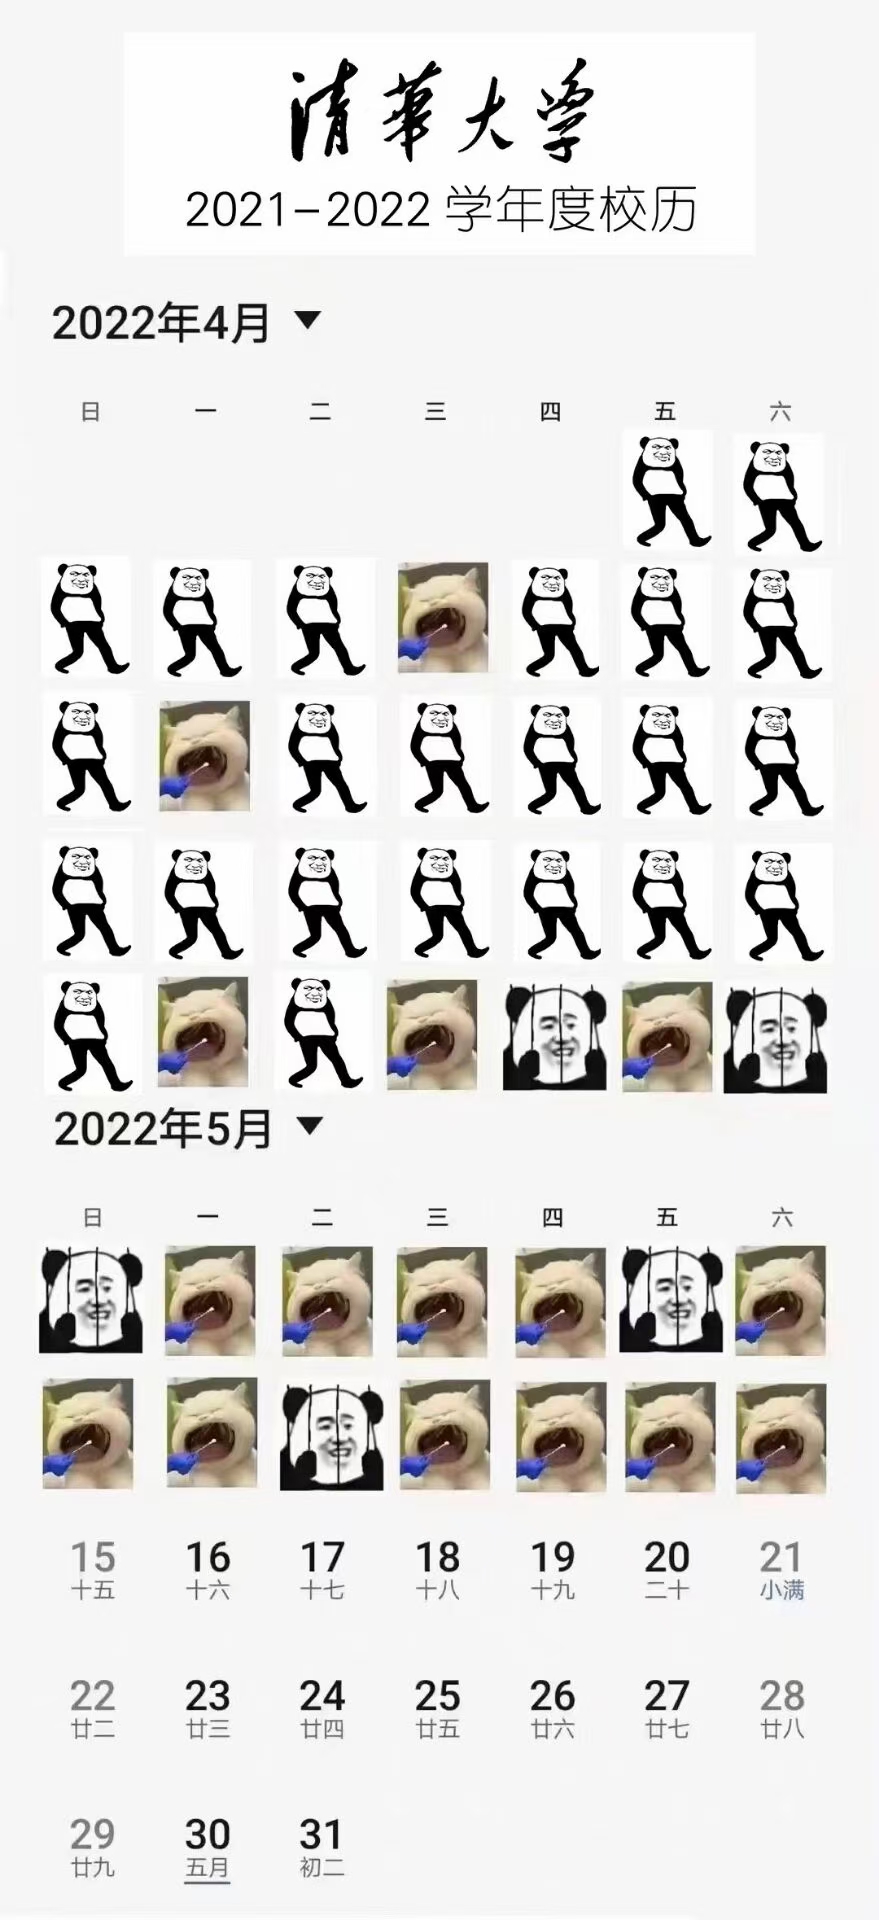 清華大学
2021-2022 学年度校历
2022年4月
日 一 二 三 四 五 六
2022年5月
日 一 二 三 四 五 六
15 16 17 18 19 20 21
十五 十六 十七 十八 十九 二十 小满
22 23 24 25 26 27 28
廿二 廿三 廿四 廿五 廿六 廿七 廿八
29 30 31
廿九 五月 初二